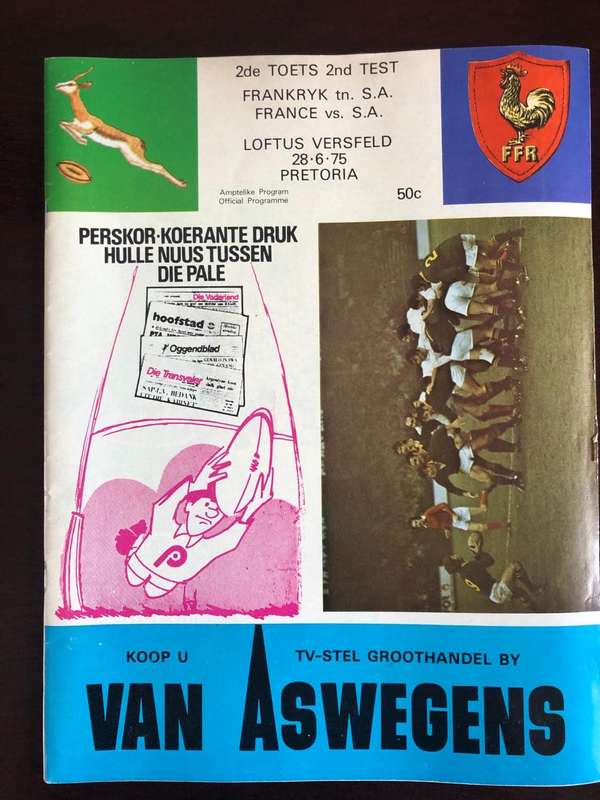 2de TOETS 2nd TEST
FRANKRYK tn. S.A.
FRANCE vs. S.A.
LOFTUS VERSFELD
28·6·75
PRETORIA
Amptelike Program
Official Programme
50c
FFR
PERSKOR·KOERANTE DRUK
HULLE NUUS TUSSEN
DIE PALE
Die Vaderland
hoofstad
Oggendblad
Die Transvaler
P
KOOP U TV-STEL GROOTHANDEL BY
VAN ASWEGENS